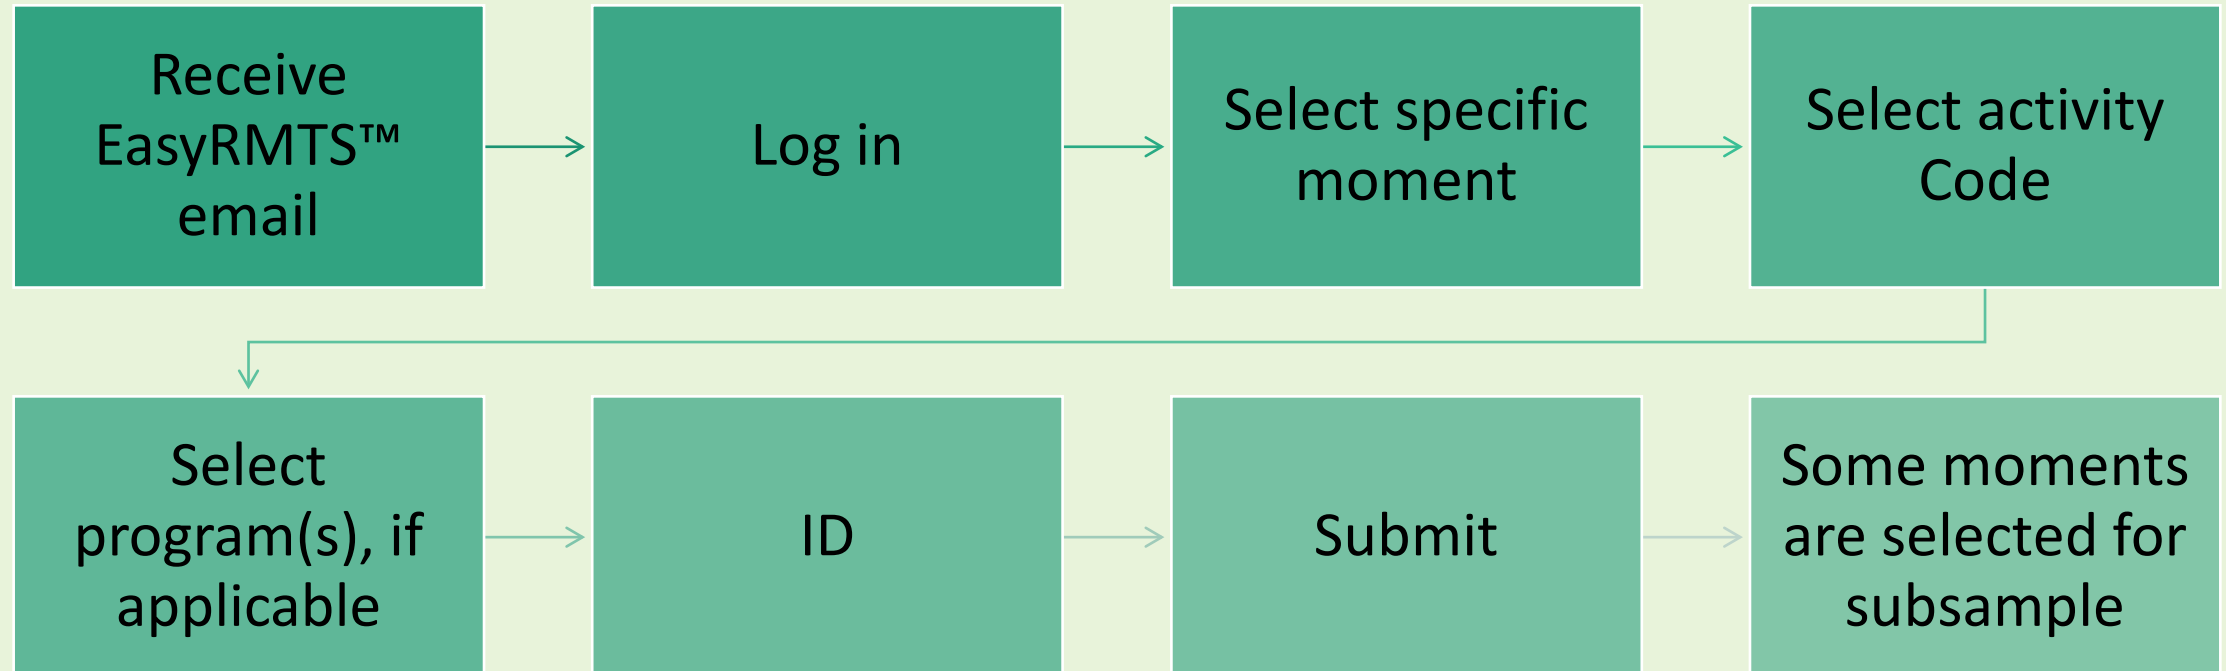 Receive
EasyRMTS™
email
Log in
Select specific
moment
Select activity
Code
Select
program(s), if
applicable
ID
Submit
Some moments
are selected for
subsample